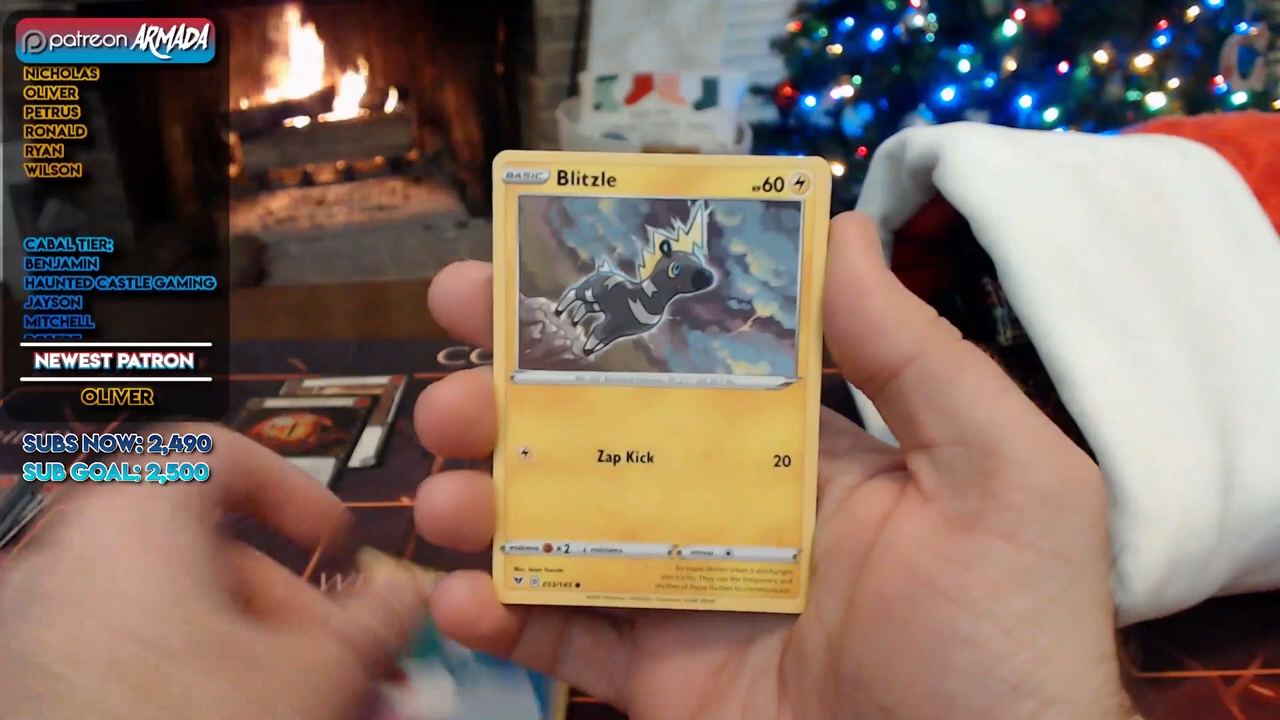 patreon ARMADA
NICHOLAS
OLIVER
PETRUS
RONALD
RYAN
WILSON
CABAL TIER:
BENJAMIN
HAUNTED CASTLE GAMING
JAYSON
MITCHELL
NEWEST PATRON
OLIVER
SUBS NOW: 2,490
SUB GOAL: 2,500
BASIC Blitzle HP 60
Zap Kick 20
weakness ×2 resistance retreat
D 053/185